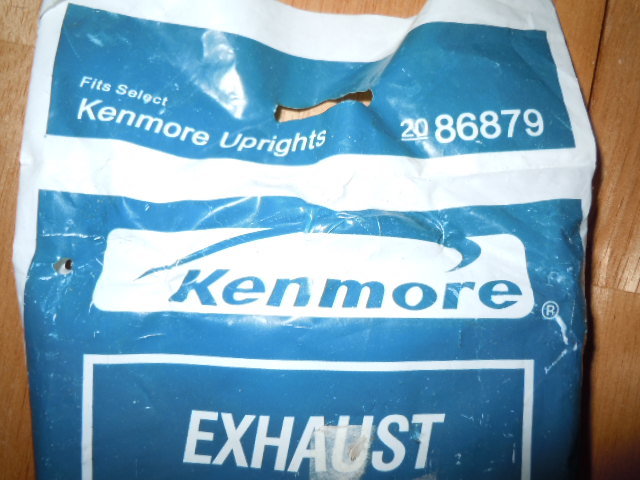 Fits Select
Kenmore Uprights
20 86879
Kenmore ®
EXHAUST